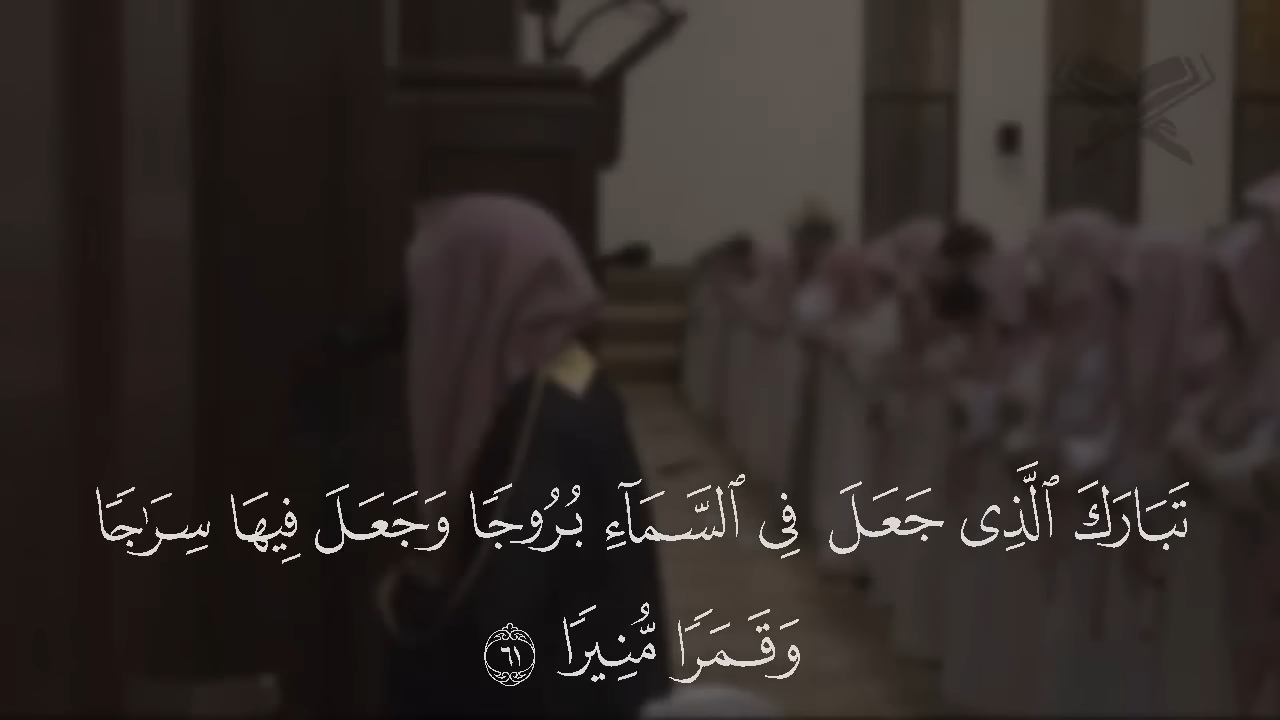 تَبَارَكَ ٱلَّذِى جَعَلَ فِى ٱلسَّمَآءِ بُرُوجًا وَجَعَلَ فِيهَا سِرَٰجًا
وَقَمَرًا مُّنِيرًا ٦١